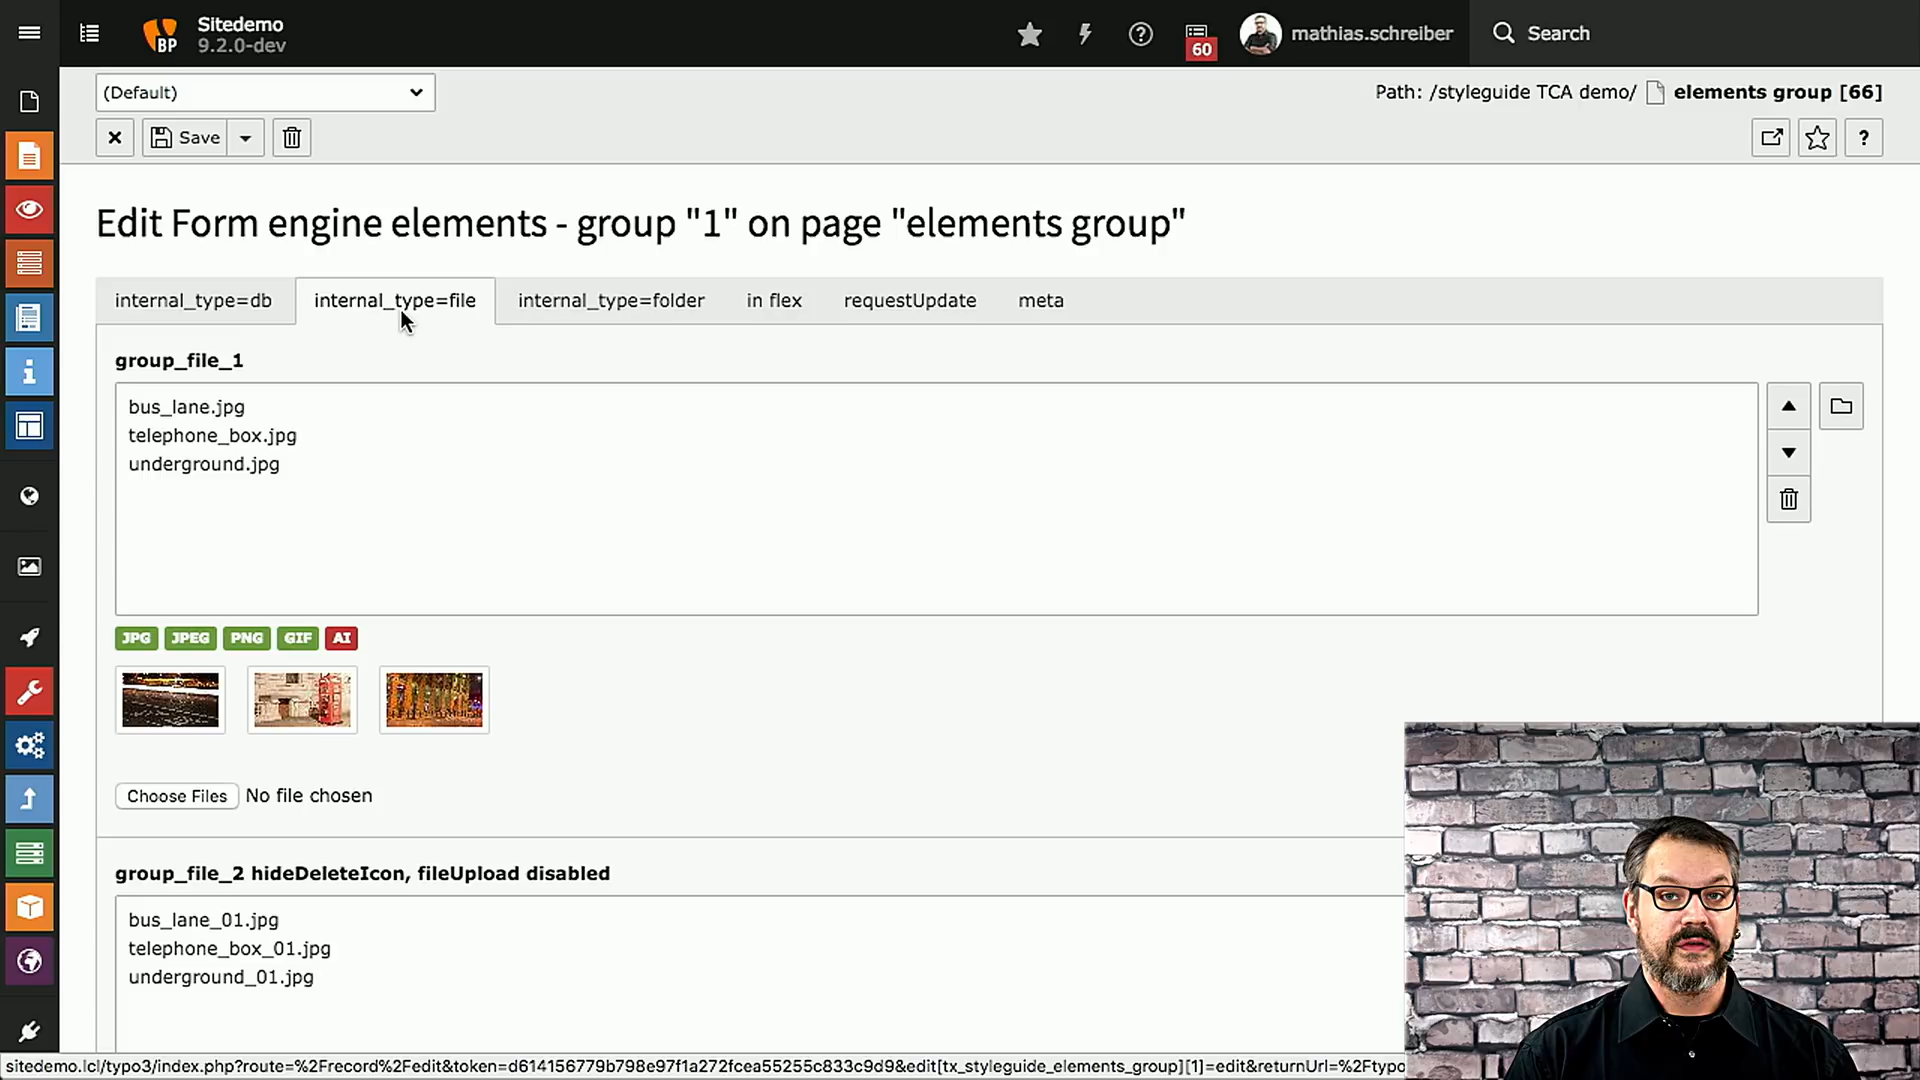 Sitedemo
9.2.0-dev
BP
60
mathias.schreiber
Search
(Default)
Path: /styleguide TCA demo/ elements group [66]
Save
?
Edit Form engine elements - group "1" on page "elements group"
internal_type=db internal_type=file internal_type=folder in flex requestUpdate meta
group_file_1
bus_lane.jpg
telephone_box.jpg
underground.jpg
JPG JPEG PNG GIF AI
Choose Files No file chosen
group_file_2 hideDeleteIcon, fileUpload disabled
bus_lane_01.jpg
telephone_box_01.jpg
underground_01.jpg
sitedemo.lcl/typo3/index.php?route=%2Frecord%2Fedit&token=d614156779b798e97f1a272fcea55255c833c9d9&edit[tx_styleguide_elements_group][1]=edit&returnUrl=%2Ftypo